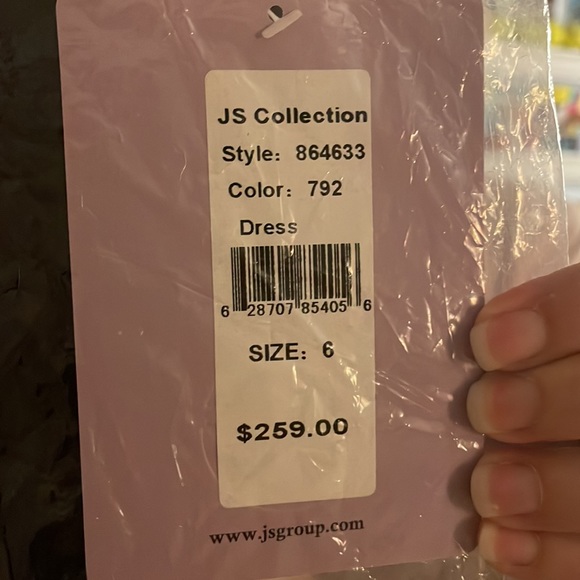 JS Collection
Style: 864633
Color: 792
Dress
6 28707 85405 6
SIZE: 6
$259.00
www.jsgroup.com